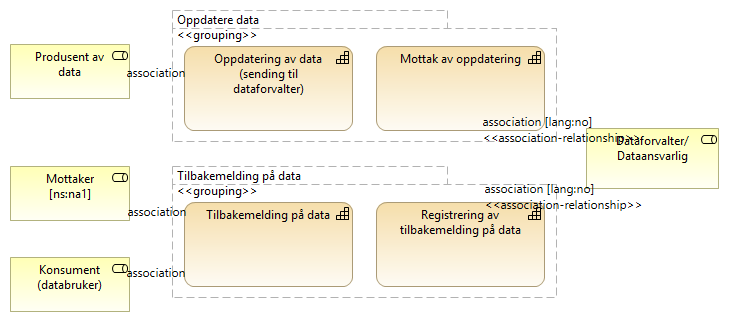 Oppdatere data
<<grouping>>
Produsent av
data
association
Oppdatering av data
(sending til
dataforvalter)
Mottak av oppdatering
association [lang:no]
<<association-relationship>>
Dataforvalter/
Dataansvarlig
Tilbakemelding på data
<<grouping>>
Mottaker
[ns:na1]
association
Tilbakemelding på data
Registrering av
tilbakemelding på data
association [lang:no]
<<association-relationship>>
Konsument
(databruker)
association